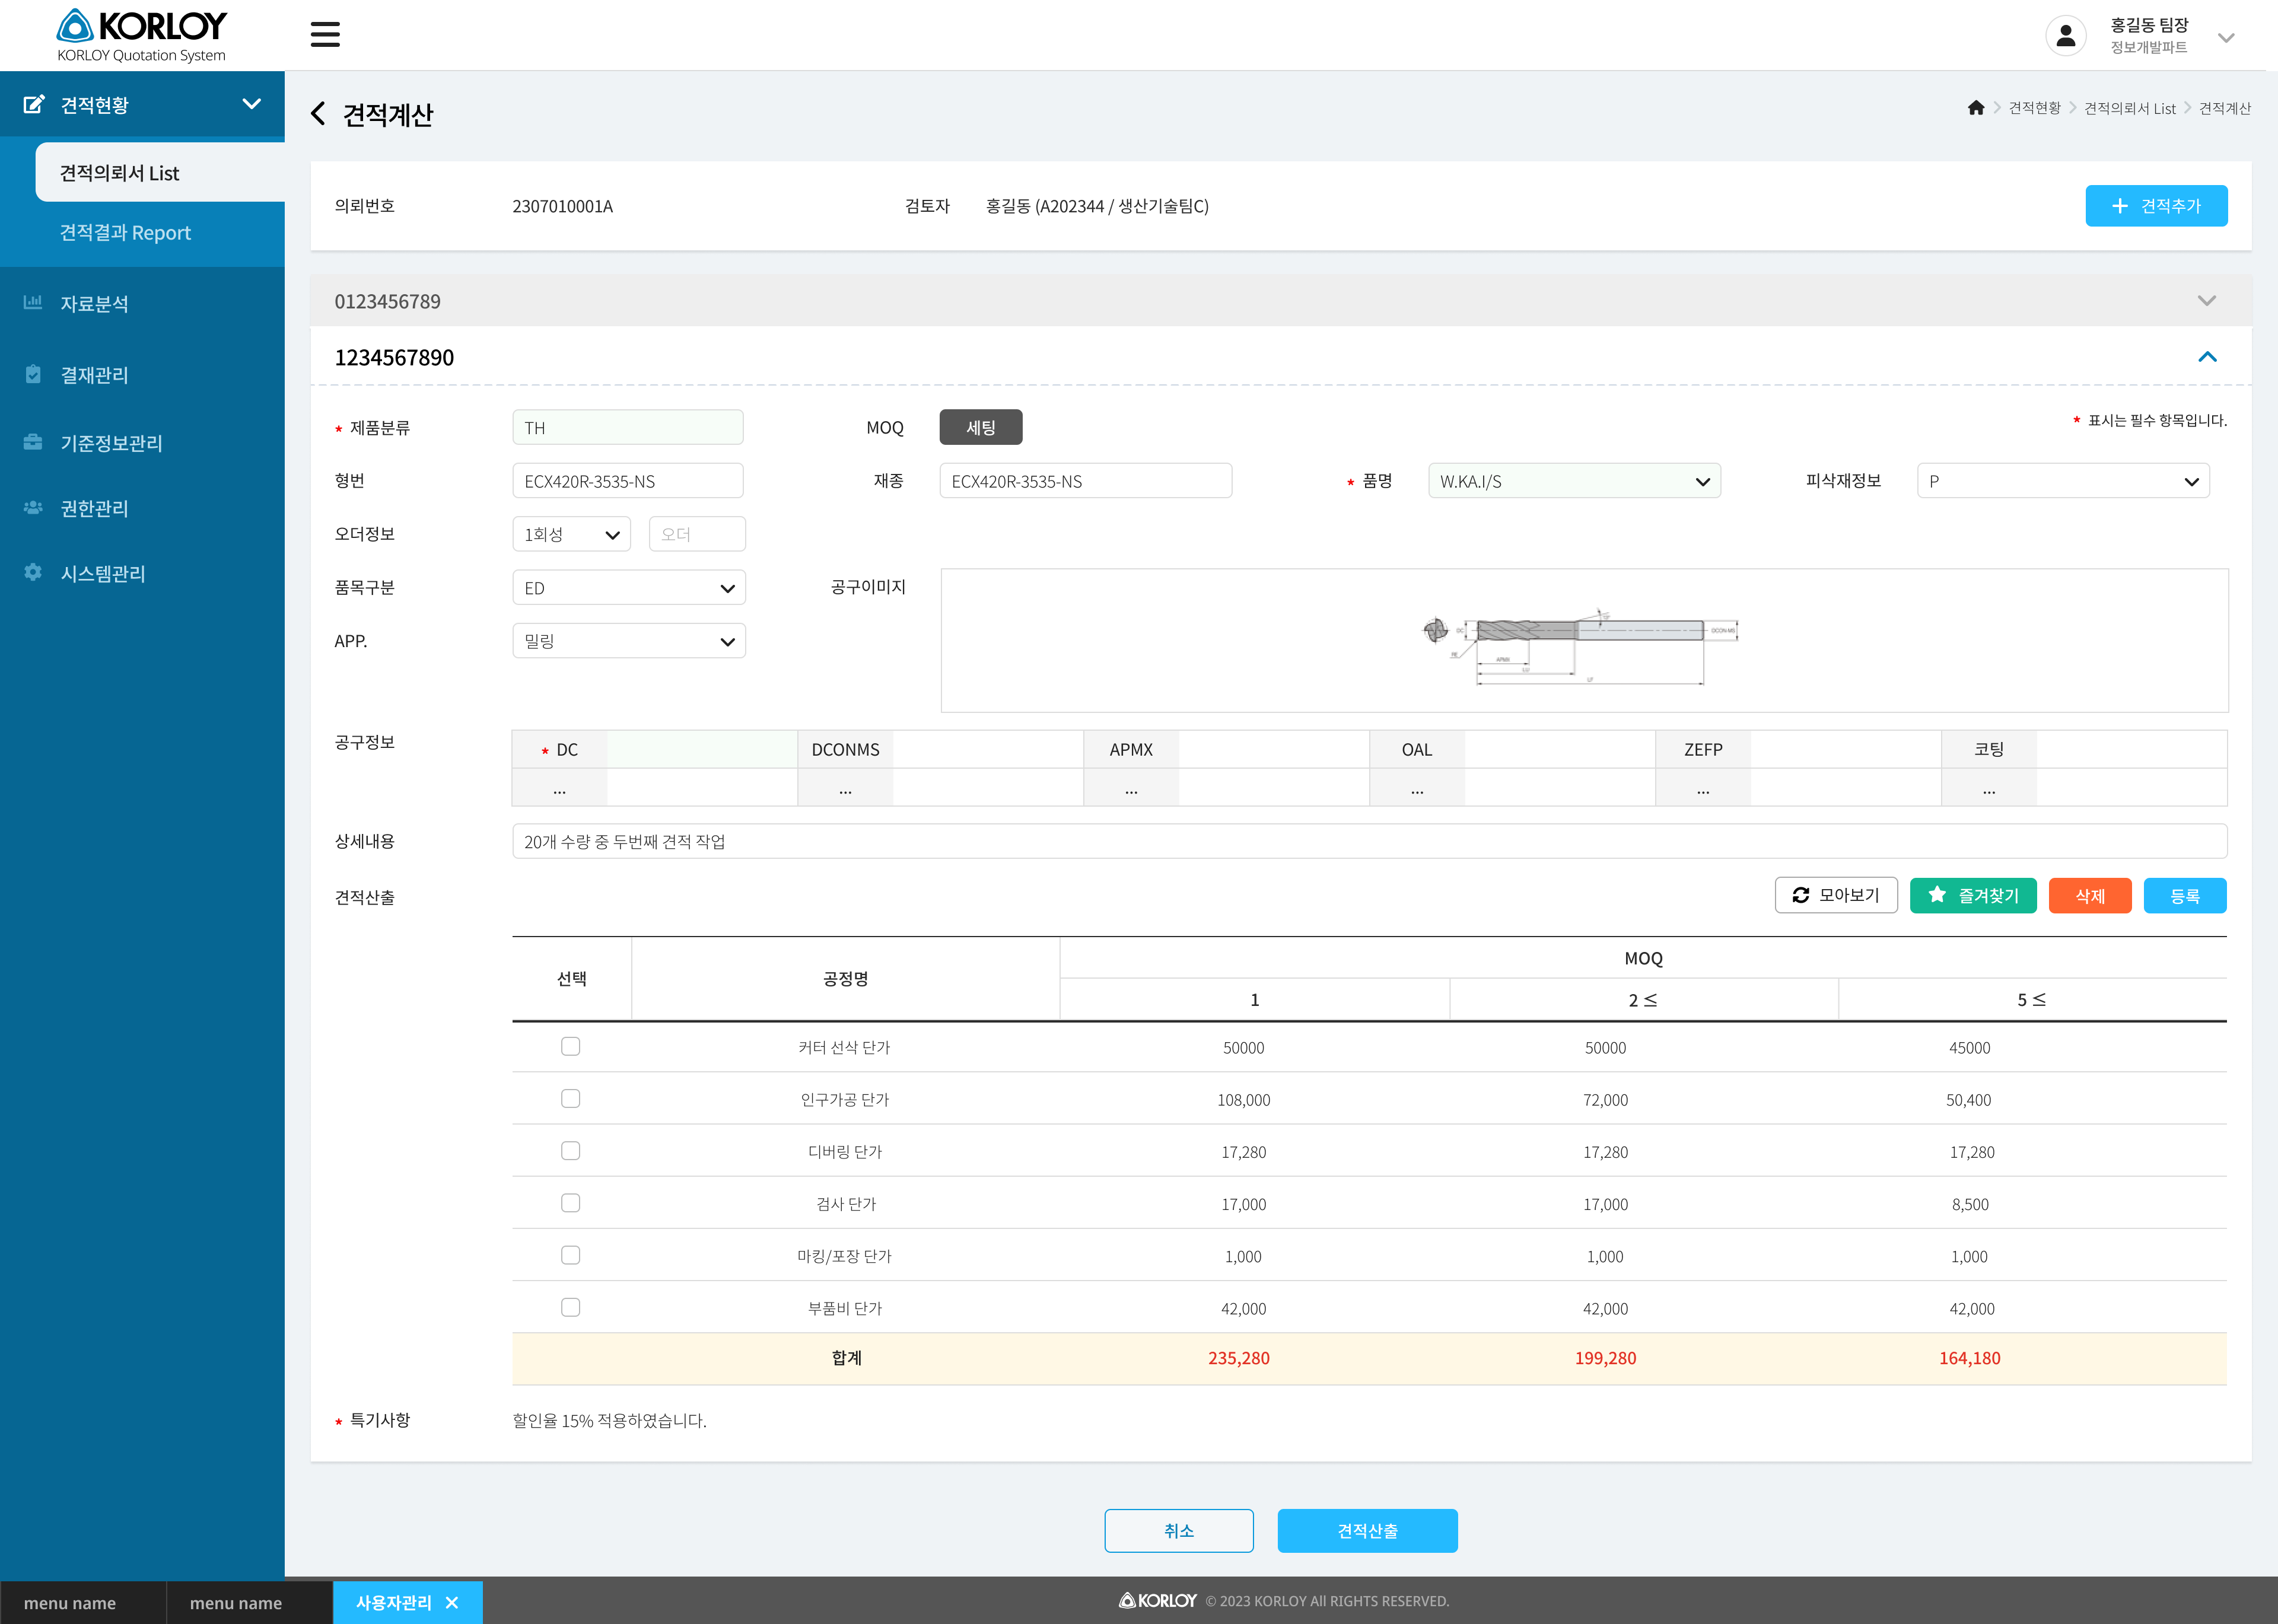 KORLOY
KORLOY Quotation System
홍길동 팀장
정보개발파트
견적현황
견적의뢰서 List
견적결과 Report
자료분석
결재관리
기준정보관리
권한관리
시스템관리
견적계산
견적현황 견적의뢰서 List 견적계산
의뢰번호 2307010001A 검토자 홍길동 (A202344 / 생산기술팀C) 견적추가
0123456789
1234567890
* 제품분류 TH MOQ 세팅 * 표시는 필수 항목입니다.
형번 ECX420R-3535-NS 재종 ECX420R-3535-NS * 품명 W.KA.I/S 피삭재정보 P
오더정보 1회성 오더
품목구분 ED 공구이미지
DC DCON-MS
APP. 밀링
RE APMX
LU
LF
공구정보 * DC DCONMS APMX OAL ZEFP 코팅
... ... ... ... ... ...
상세내용 20개 수량 중 두번째 견적 작업
견적산출 모아보기 즐겨찾기 삭제 등록
선택 공정명 MOQ
1 2 ≤ 5 ≤
커터 선삭 단가 50000 50000 45000
인구가공 단가 108,000 72,000 50,400
디버링 단가 17,280 17,280 17,280
검사 단가 17,000 17,000 8,500
마킹/포장 단가 1,000 1,000 1,000
부품비 단가 42,000 42,000 42,000
합계 235,280 199,280 164,180
* 특기사항 할인율 15% 적용하였습니다.
취소 견적산출
menu name menu name 사용자관리 KORLOY © 2023 KORLOY All RIGHTS RESERVED.